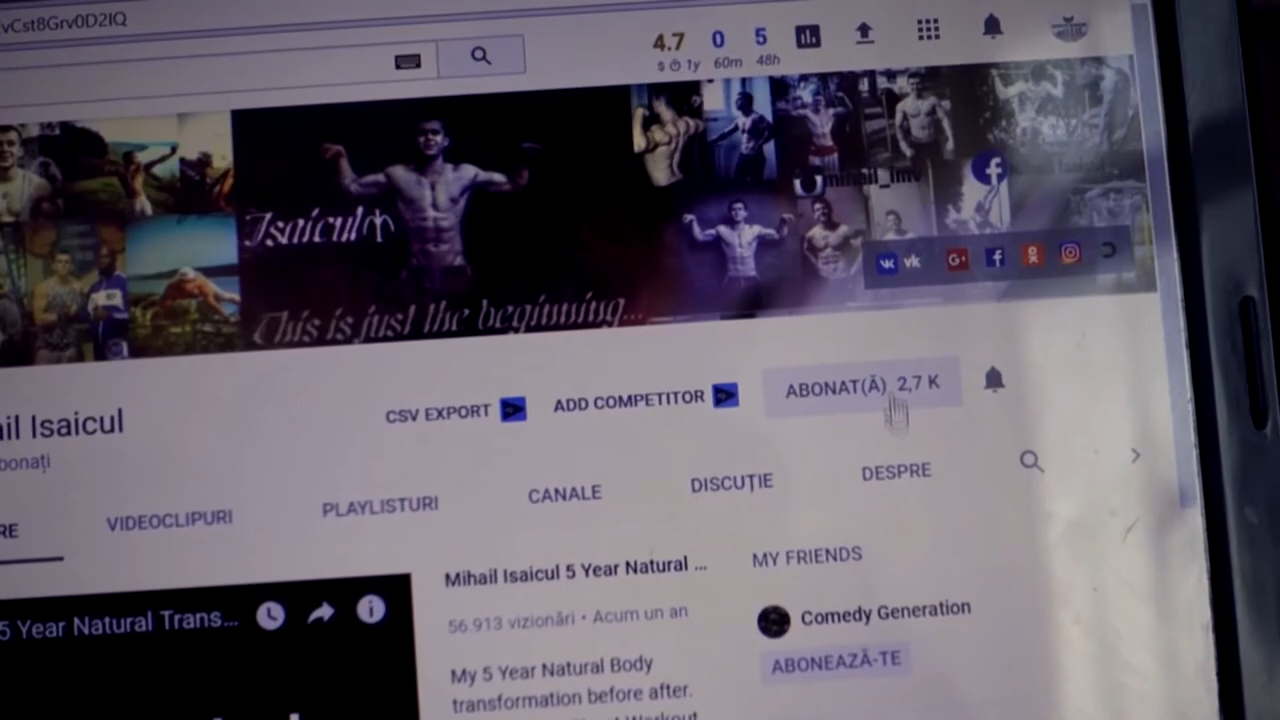 vCst8Grv0D2IQ
4.7 0 5
$ 1y 60m 48h
Isaicul
mihail_imv
vk
This is just the beginning...
ail Isaicul
bonați
CSV EXPORT ADD COMPETITOR ABONAT(Ă) 2,7 K
RE VIDEOCLIPURI PLAYLISTURI CANALE DISCUȚIE DESPRE
5 Year Natural Trans...
Mihail Isaicul 5 Year Natural ...
56.913 vizionări • Acum un an
My 5 Year Natural Body
transformation before after.
Workout
MY FRIENDS
Comedy Generation
ABONEAZĂ-TE